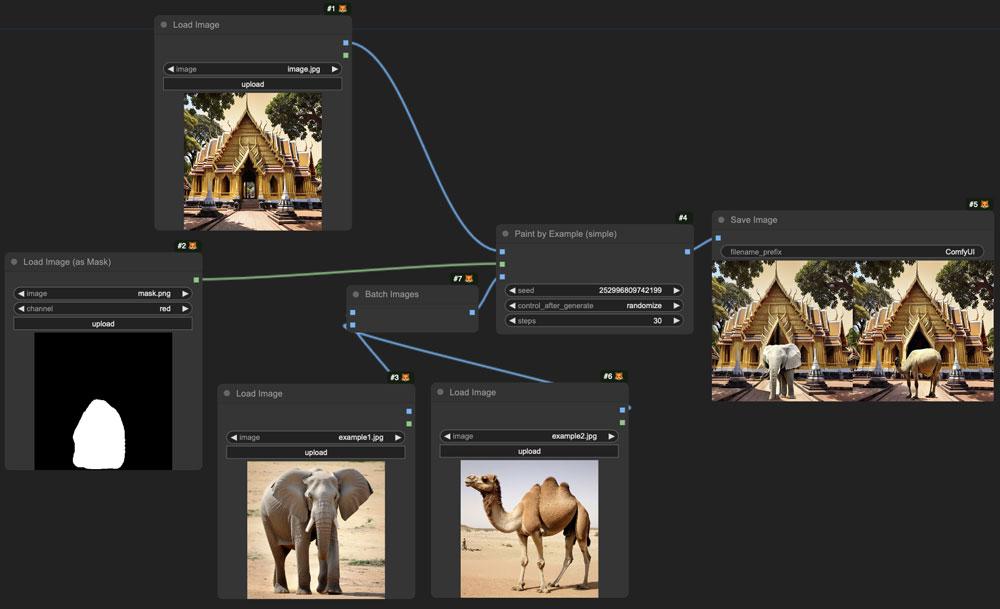 #1
Load Image
image image.jpg
upload
#2
Load Image (as Mask)
image mask.png
channel red
upload
#7
Batch Images
#4
Paint by Example (simple)
seed 252996809742199
control_after_generate randomize
steps 30
#5
Save Image
filename_prefix ComfyUI
#3
Load Image
image example1.jpg
upload
#6
Load Image
image example2.jpg
upload